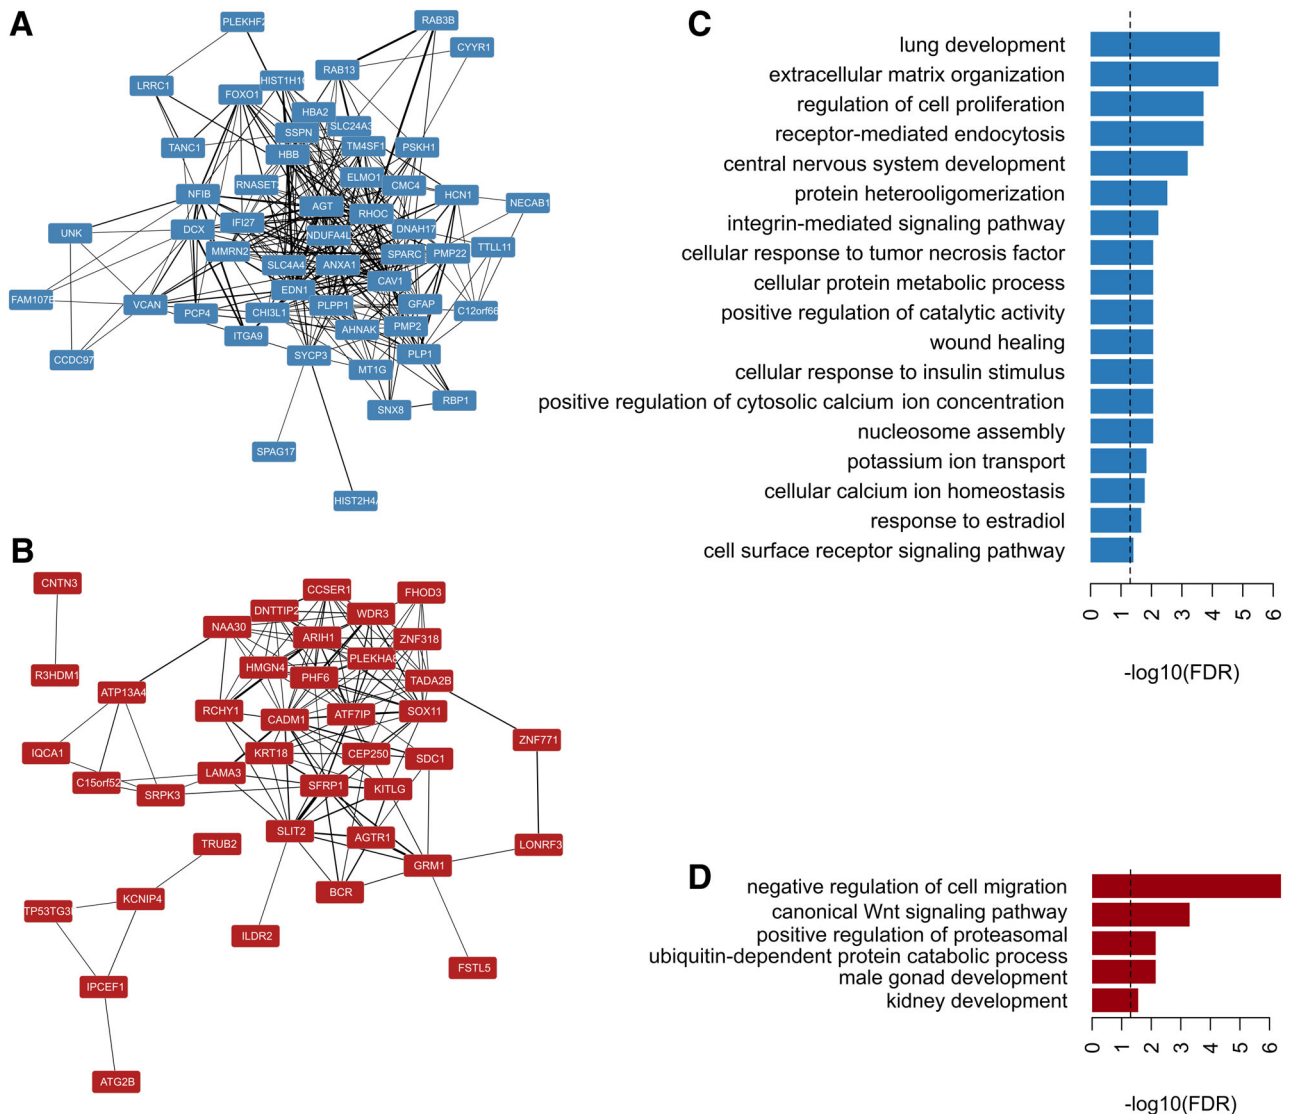 A
PLEKHF2
RAB3B
CYYR1
RAB13
LRRC1
HIST1H1C
FOXO1
HBA2
SLC24A3
SSPN
TANC1
HBB
TM4SF1
PSKH1
ELMO1
RNASET2
CMC4
NFIB
HCN1
NECAB1
AGT
RHOC
IFI27
UNK
DCX
NDUFA4L
DNAH17
MMRN2
SPARC
PMP22
TTLL11
SLC4A4
ANXA1
CAV1
EDN1
FAM107B
VCAN
PCP4
CHI3L1
PLPP1
GFAP
C12orf66
ITGA9
AHNAK
PMP2
CCDC97
SYCP3
PLP1
MT1G
SNX8
RBP1
SPAG17
HIST2H4A
B
CNTN3
CCSER1
FHOD3
DNTTIP2
WDR3
NAA30
ARIH1
ZNF318
PLEKHA8
HMGN4
PHF6
R3HDM1
TADA2B
ATP13A4
RCHY1
CADM1
ATF7IP
SOX11
ZNF771
IQCA1
KRT18
CEP250
SDC1
C15orf52
LAMA3
SRPK3
SFRP1
KITLG
SLIT2
AGTR1
TRUB2
LONRF3
GRM1
KCNIP4
BCR
TP53TG3
ILDR2
FSTL5
IPCEF1
ATG2B
C
lung development
extracellular matrix organization
regulation of cell proliferation
receptor-mediated endocytosis
central nervous system development
protein heterooligomerization
integrin-mediated signaling pathway
cellular response to tumor necrosis factor
cellular protein metabolic process
positive regulation of catalytic activity
wound healing
cellular response to insulin stimulus
positive regulation of cytosolic calcium ion concentration
nucleosome assembly
potassium ion transport
cellular calcium ion homeostasis
response to estradiol
cell surface receptor signaling pathway
0 1 2 3 4 5 6
-log10(FDR)
D
negative regulation of cell migration
canonical Wnt signaling pathway
positive regulation of proteasomal
ubiquitin-dependent protein catabolic process
male gonad development
kidney development
0 1 2 3 4 5 6
-log10(FDR)